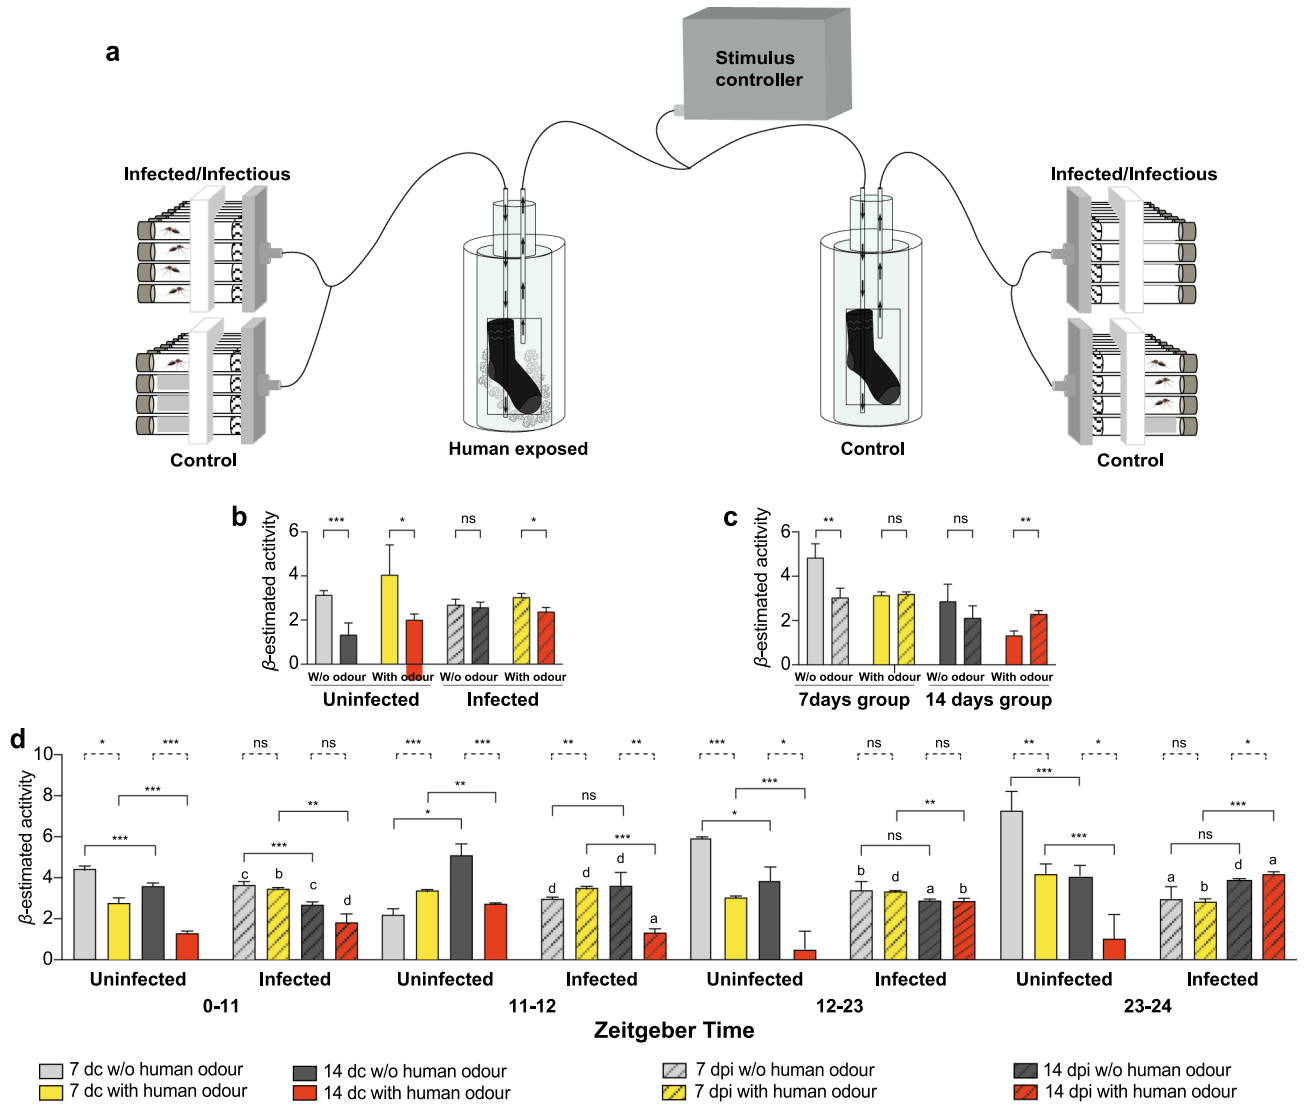 a
Stimulus
controller
Infected/Infectious
Infected/Infectious
Human exposed
Control
Control
Control
b
β-estimated actitvity
6
4
2
0
***
*
ns
*
W/o odour
With odour
W/o odour
With odour
Uninfected
Infected
c
β-estimated actitvity
6
4
2
0
**
ns
ns
**
W/o odour
With odour
W/o odour
With odour
7days group
14 days group
d
β-estimated actitvity
10
8
6
4
2
0
* *** ns ns *** *** ** ** *** * ns ns ** * ns *
*** ** ** *** *** ** *** ***
*** *** * ns * ns *** ns
c b c d d d d a b d a b a b d a
Uninfected Infected Uninfected Infected Uninfected Infected Uninfected Infected
0-11 11-12 12-23 23-24
Zeitgeber Time
7 dc w/o human odour
7 dc with human odour
14 dc w/o human odour
14 dc with human odour
7 dpi w/o human odour
7 dpi with human odour
14 dpi w/o human odour
14 dpi with human odour